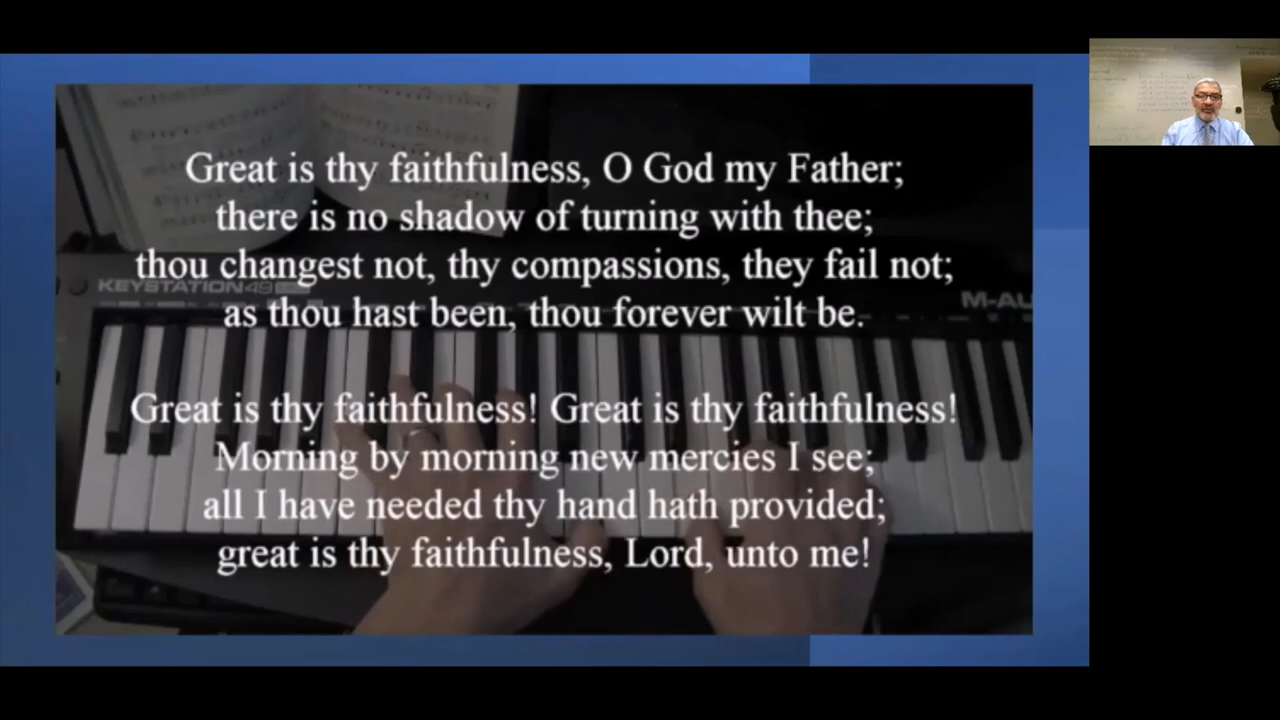 Great is thy faithfulness, O God my Father;
there is no shadow of turning with thee;
thou changest not, thy compassions, they fail not;
KEYSTATION 49
M-AU
as thou hast been, thou forever wilt be.
Great is thy faithfulness! Great is thy faithfulness!
Morning by morning new mercies I see;
all I have needed thy hand hath provided;
great is thy faithfulness, Lord, unto me!